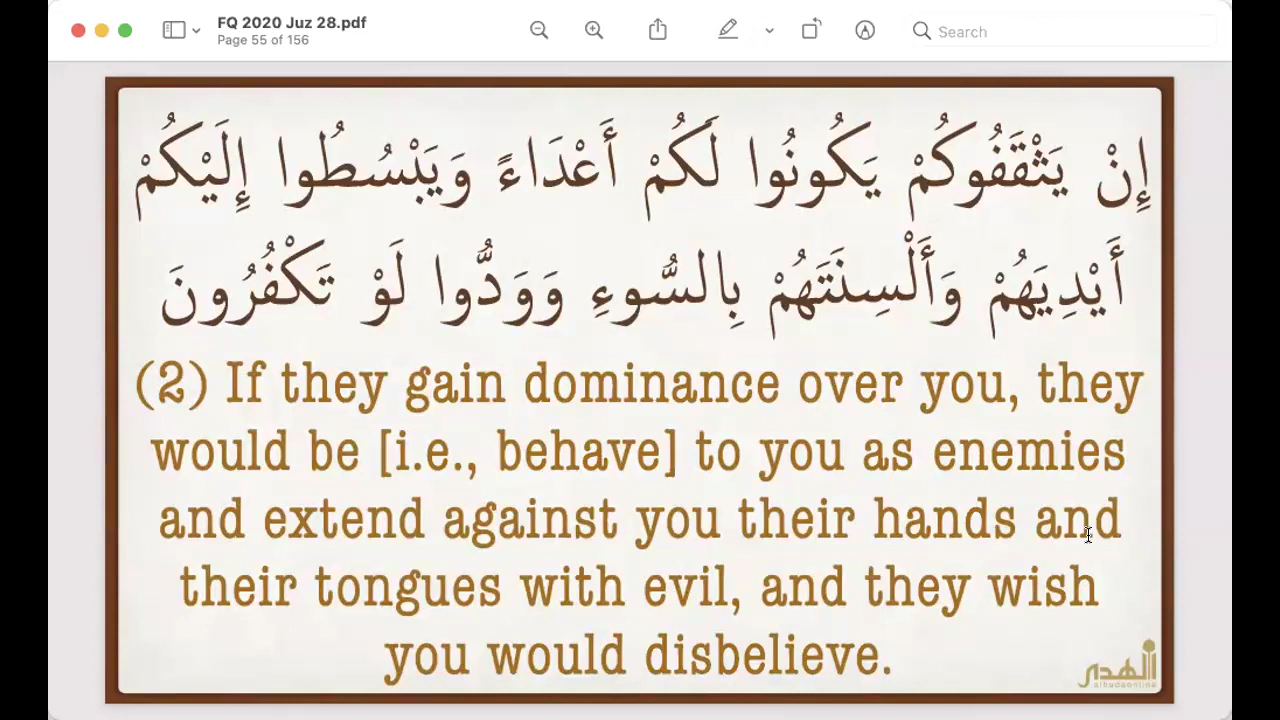 FQ 2020 Juz 28.pdf
Page 55 of 156
Search
إِنْ يَثْقَفُوكُمْ يَكُونُوا لَكُمْ أَعْدَاءً وَيَبْسُطُوا إِلَيْكُمْ
أَيْدِيَهُمْ وَأَلْسِنَتَهُمْ بِالسُّوءِ وَوَدُّوا لَوْ تَكْفُرُونَ
(2) If they gain dominance over you, they
would be [i.e., behave] to you as enemies
and extend against you their hands and
their tongues with evil, and they wish
you would disbelieve.
الهدى
alhudaonline